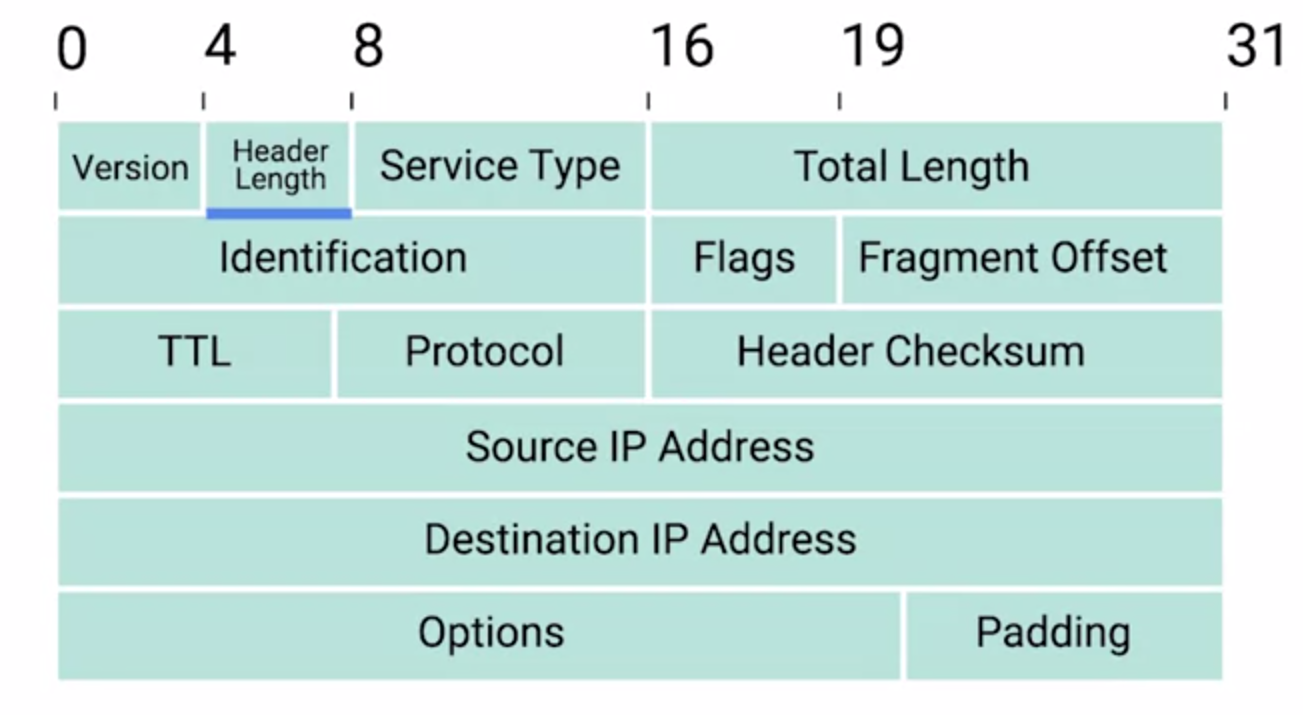 0 4 8 16 19 31
Version Header Length Service Type Total Length
Identification Flags Fragment Offset
TTL Protocol Header Checksum
Source IP Address
Destination IP Address
Options Padding